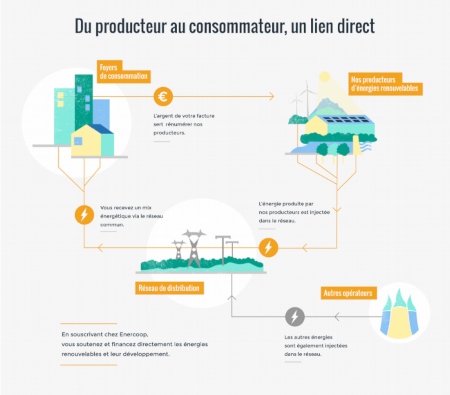 Du producteur au consommateur, un lien direct
Foyers
de consommation
Nos producteurs
d'énergies renouvelables
€
L'argent de votre facture
sert rénumérer nos
producteurs.
Vous recevez un mix
énergétique via le réseau
commun.
L'énergie produite par
nos producteurs est injectée
dans le réseau.
Réseau de distribution
Autres opérateurs
Les autres énergies
sont également injectées
dans le réseau.
En souscrivant chez Enercoop,
vous soutenez et financez directement les énergies
renouvelables et leur développement.